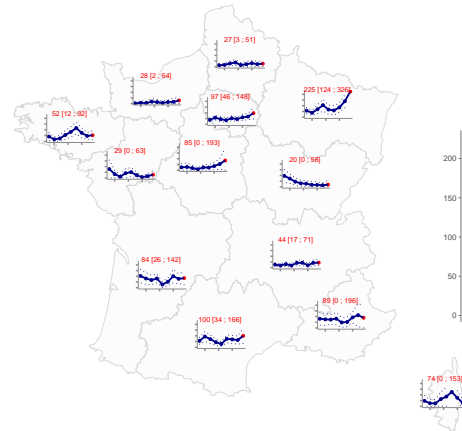 27 [3 ; 51]
28 [2 ; 54]
225 [124 ; 326]
97 [46 ; 148]
52 [12 ; 92]
85 [0 ; 193]
29 [0 ; 63]
20 [0 ; 58]
200
150
100
50
0
44 [17 ; 71]
84 [26 ; 142]
89 [0 ; 196]
100 [34 ; 166]
74 [0 ; 153]